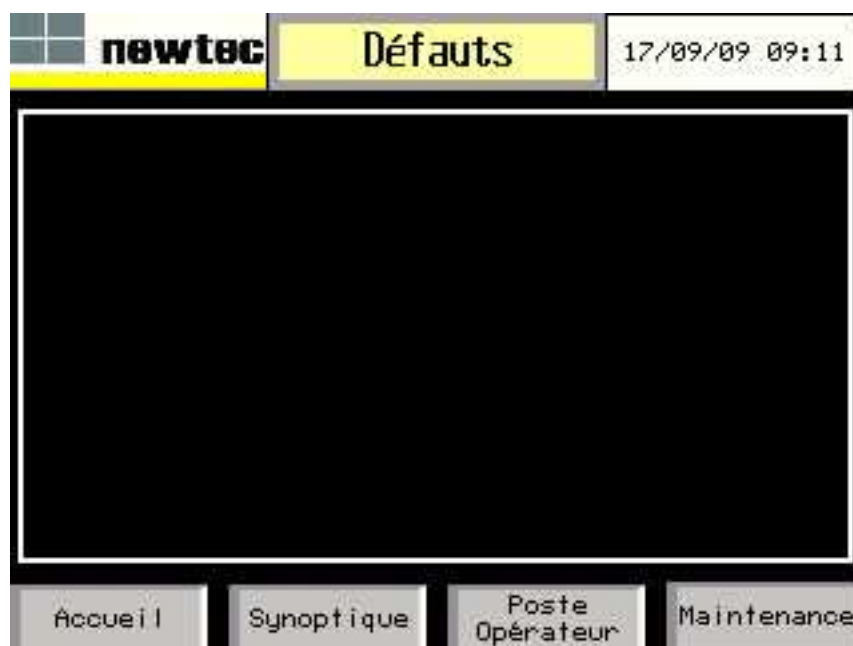 newtec
Défauts
17/09/09 09:11
Accueil
Synoptique
Poste
Opérateur
Maintenance